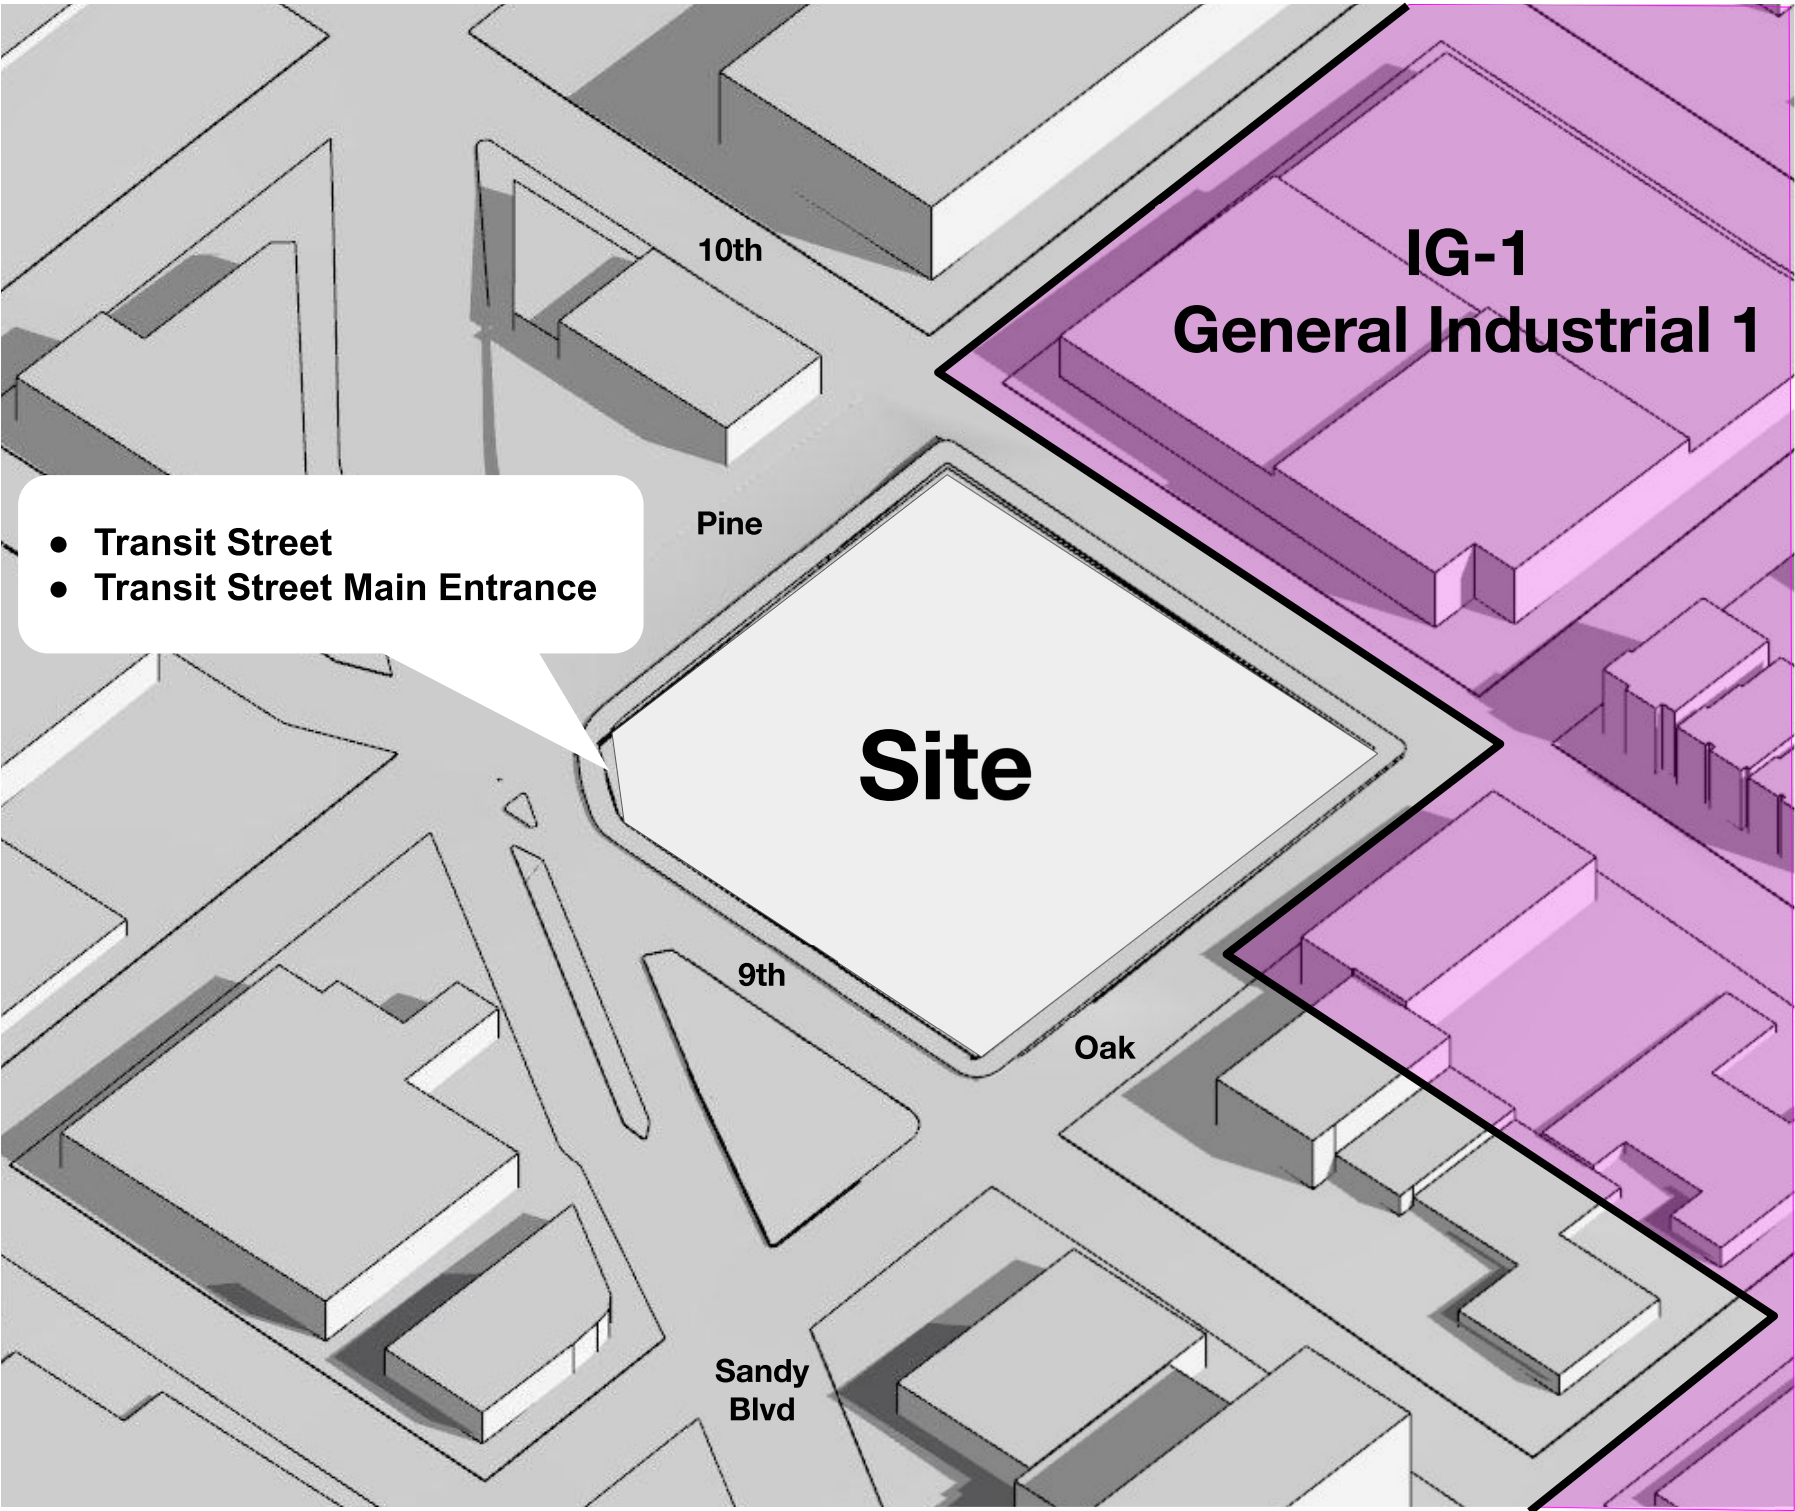 10th
IG-1
General Industrial 1
Pine
● Transit Street
● Transit Street Main Entrance
Site
9th
Oak
Sandy
Blvd